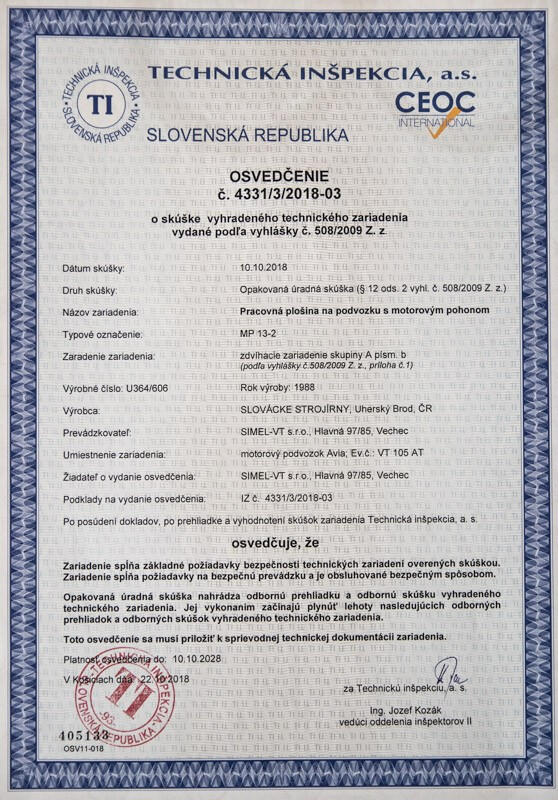 TECHNICKÁ INŠPEKCIA, a.s.
• TECHNICKÁ INŠPEKCIA •
SLOVENSKÁ REPUBLIKA
TI
CEOC
INTERNATIONAL
SLOVENSKÁ REPUBLIKA
OSVEDČENIE
č. 4331/3/2018-03
o skúške vyhradeného technického zariadenia
vydané podľa vyhlášky č. 508/2009 Z. z.
Dátum skúšky: 10.10.2018
Druh skúšky: Opakovaná úradná skúška (§ 12 ods. 2 vyhl. č. 508/2009 Z. z.)
Názov zariadenia: Pracovná plošina na podvozku s motorovým pohonom
Typové označenie: MP 13-2
Zaradenie zariadenia: zdvíhacie zariadenie skupiny A písm. b
(podľa vyhlášky č.508/2009 Z. z., príloha č.1)
Výrobné číslo: U364/606 Rok výroby: 1988
Výrobca: SLOVÁCKE STROJÍRNY, Uherský Brod, ČR
Prevádzkovateľ: SIMEL-VT s.r.o., Hlavná 97/85, Vechec
Umiestnenie zariadenia: motorový podvozok Avia; Ev.č.: VT 105 AT
Žiadateľ o vydanie osvedčenia: SIMEL-VT s.r.o., Hlavná 97/85, Vechec
Podklady na vydanie osvedčenia: IZ č. 4331/3/2018-03
Po posúdení dokladov, po prehliadke a vyhodnotení skúšok zariadenia Technická inšpekcia, a. s.
osvedčuje, že
Zariadenie spĺňa základné požiadavky bezpečnosti technických zariadení overených skúškou.
Zariadenie spĺňa požiadavky na bezpečnú prevádzku a je obsluhované bezpečným spôsobom.
Opakovaná úradná skúška nahrádza odbornú prehliadku a odbornú skúšku vyhradeného
technického zariadenia. Jej vykonaním začínajú plynúť lehoty nasledujúcich odborných
prehliadok a odborných skúšok vyhradeného technického zariadenia.
Toto osvedčenie sa musí priložiť k sprievodnej technickej dokumentácii zariadenia.
Platnosť osvedčenia do: 10.10.2028
V Košiciach dňa: 22.10.2018
za Technickú inšpekciu, a. s.
Ing. Jozef Kozák
vedúci oddelenia inšpektorov II
TECHNICKÁ INŠPEKCIA
TI
-93-
SLOVENSKÁ REPUBLIKA
405133
OSV11-018